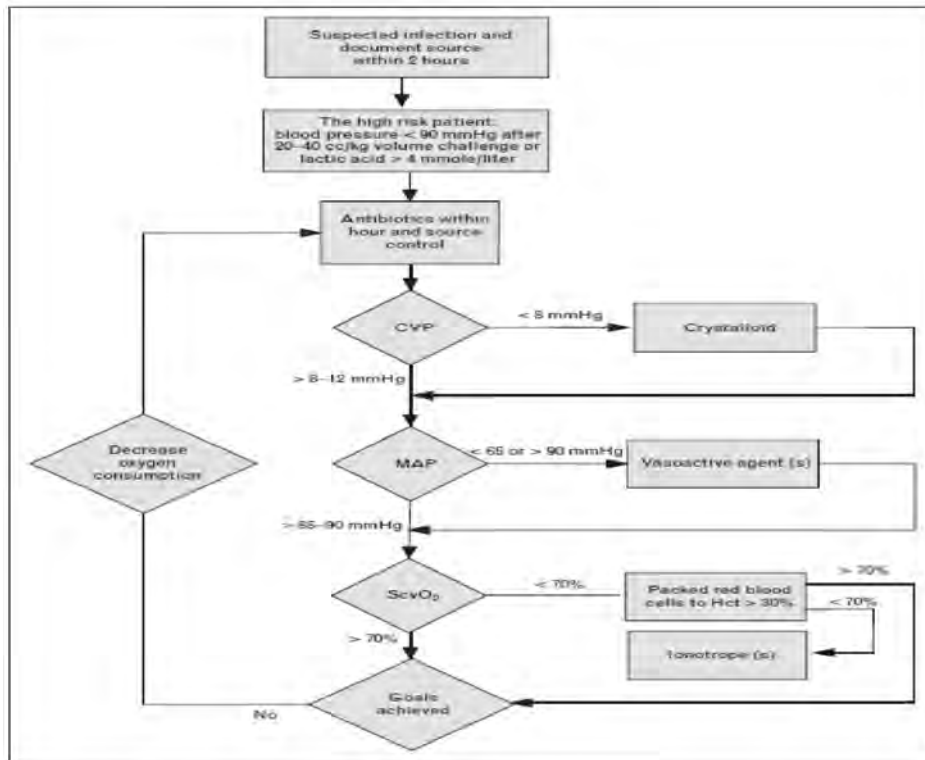 Suspected infection and
document source
within 2 hours
The high risk patient:
blood pressure < 90 mmHg after
20–40 cc/kg volume challenge or
lactic acid > 4 mmole/liter
Antibiotics within
hour and source
control
CVP
< 8 mmHg
Crystalloid
> 8–12 mmHg
Decrease
oxygen
consumption
MAP
< 65 or > 90 mmHg
Vasoactive agent (s)
> 65–90 mmHg
ScvO₂
< 70%
Packed red blood
cells to Hct > 30%
> 70%
< 70%
> 70%
Ionotrope (s)
Goals
achieved
No